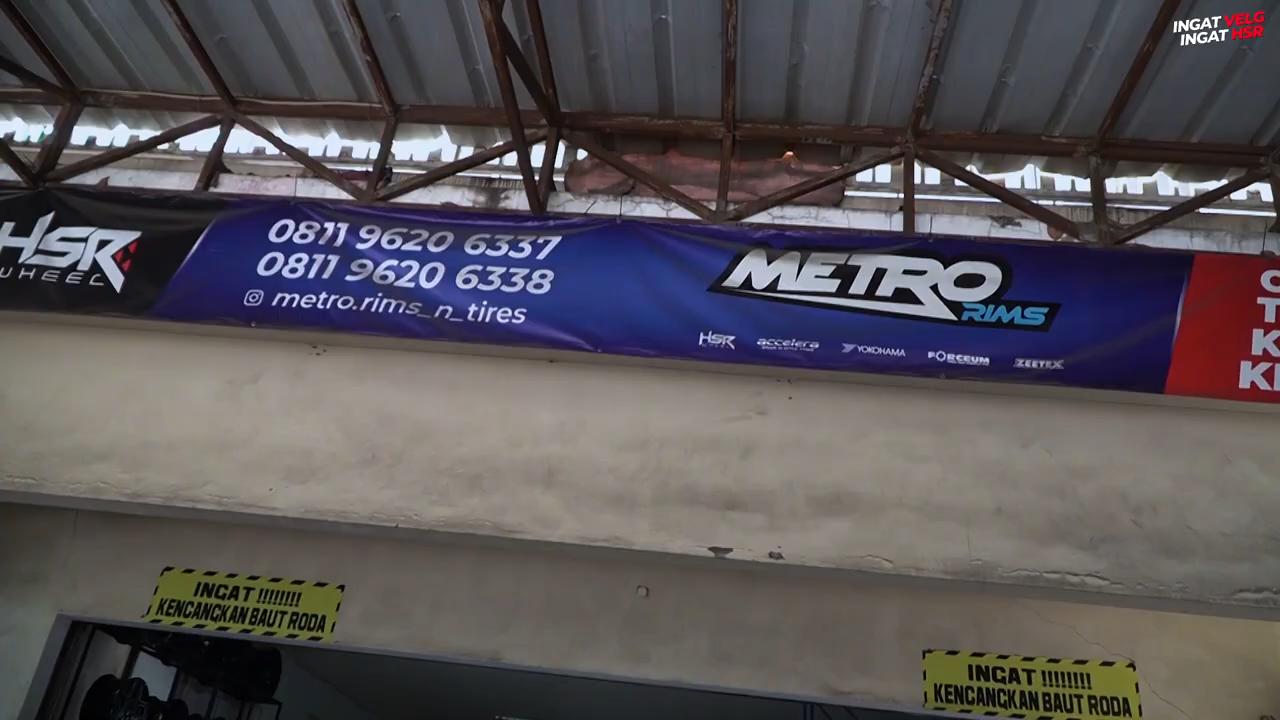 INGAT VELG
INGAT HSR
HSR
WHEEL
0811 9620 6337
0811 9620 6338
metro.rims_n_tires
METRO
RIMS
HSR
WHEEL
accelera
YOKOHAMA
FORCEUM
ZEETEX
INGAT !!!!!!!!
KENCANGKAN BAUT RODA
INGAT !!!!!!!!
KENCANGKAN BAUT RODA